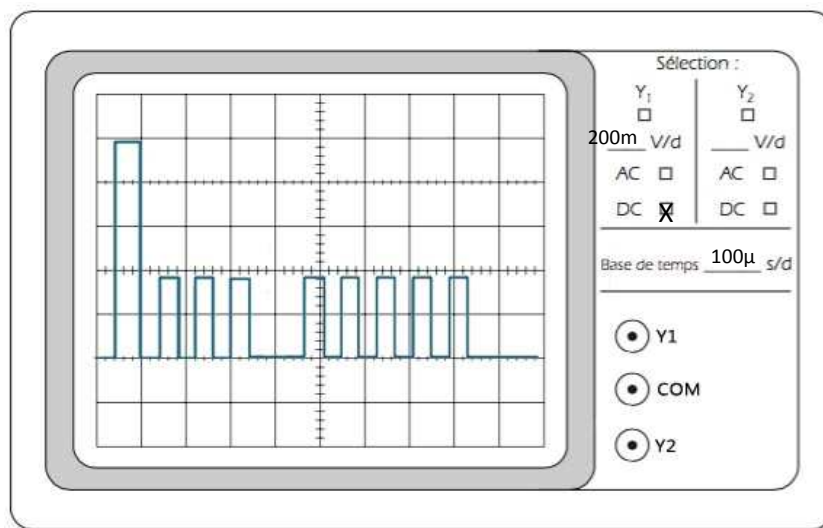 Sélection :
Y₁ Y₂
200m V/d V/d
AC AC
DC X DC
Base de temps 100µ s/d
Y1
COM
Y2